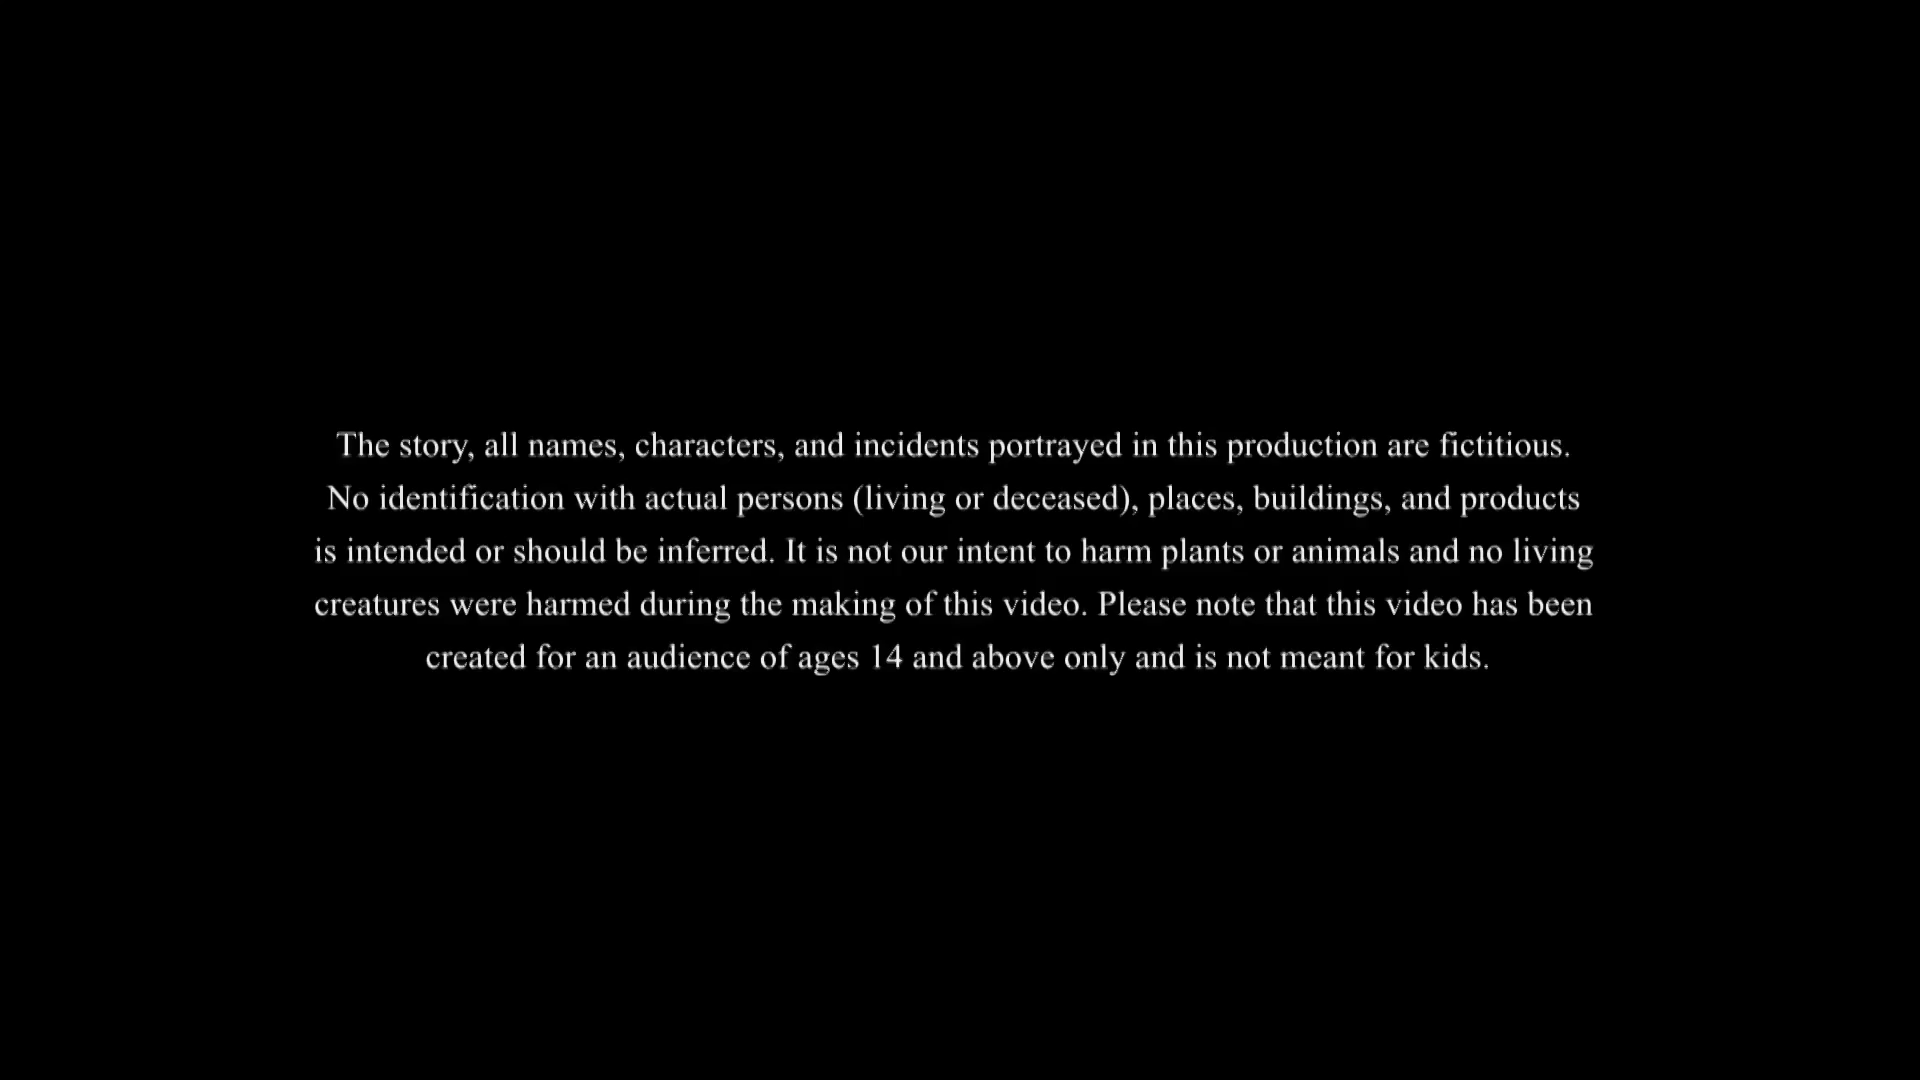 The story, all names, characters, and incidents portrayed in this production are fictitious.
No identification with actual persons (living or deceased), places, buildings, and products
is intended or should be inferred. It is not our intent to harm plants or animals and no living
creatures were harmed during the making of this video. Please note that this video has been
created for an audience of ages 14 and above only and is not meant for kids.